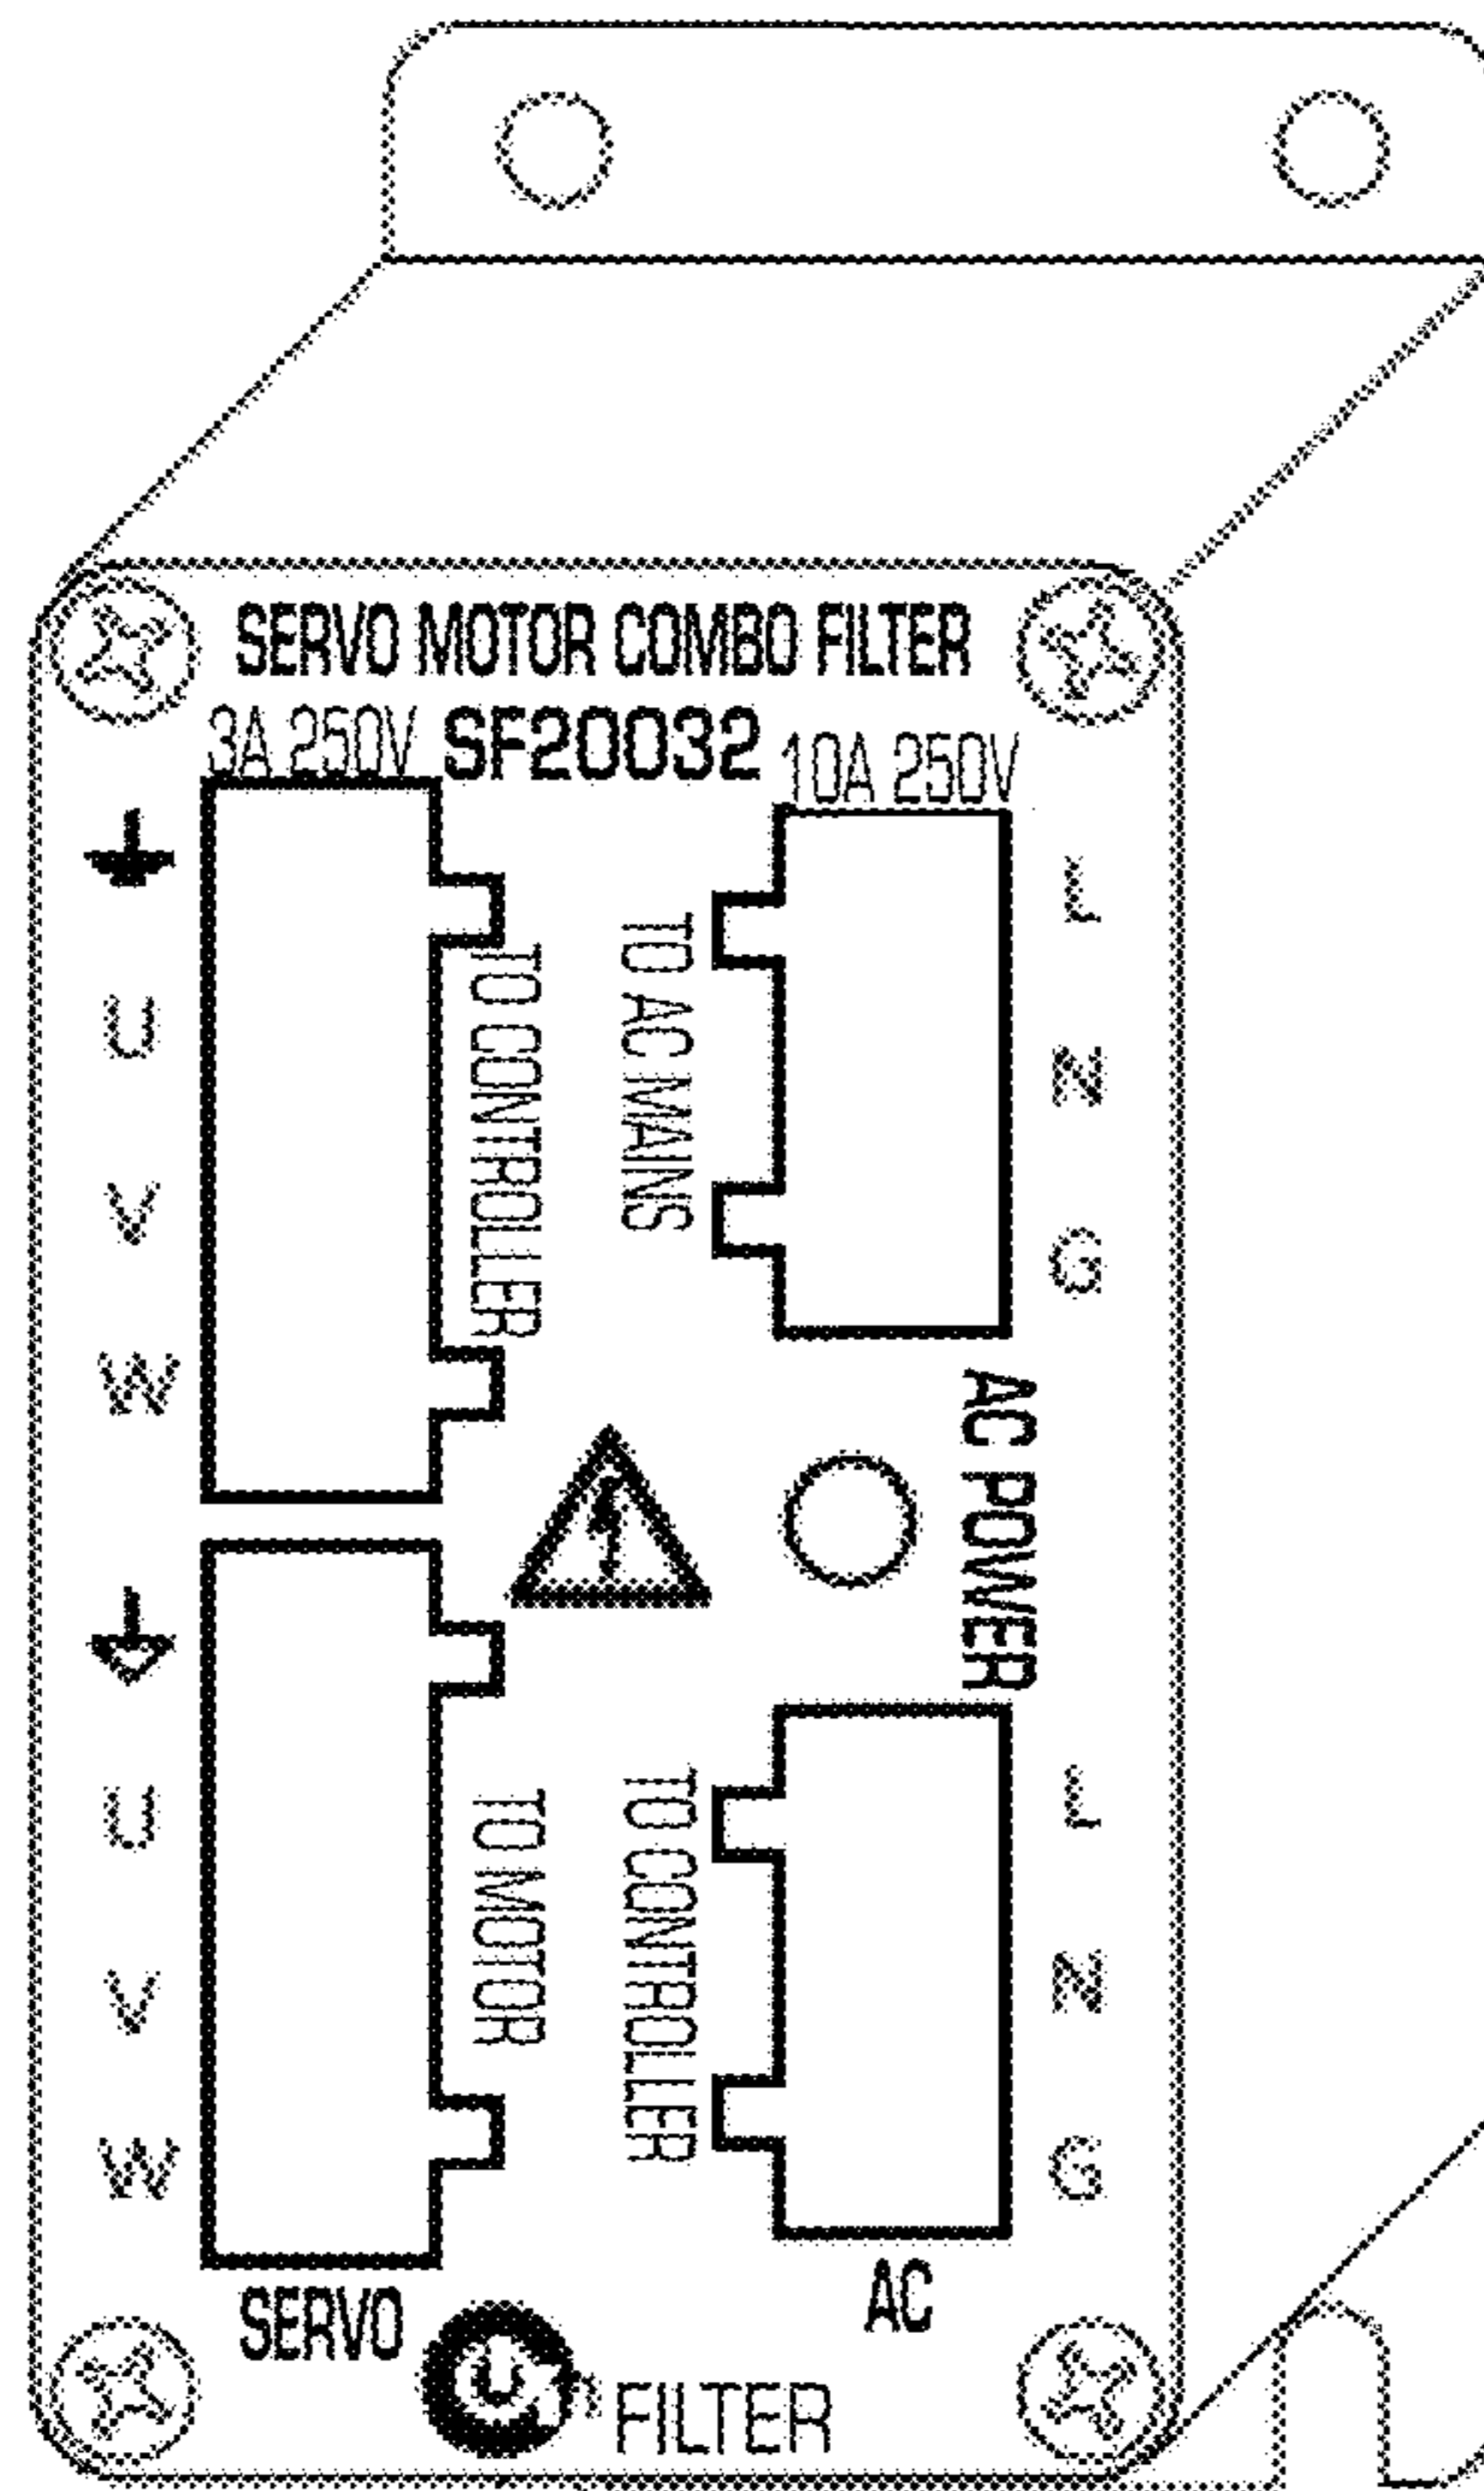 SERVO MOTOR COMBO FILTER
3A 250V SF20032 10A 250V
U
V
W
TO CONTROLLER
TO AC MAINS
L
N
G
AC POWER
U
V
W
TO MOTOR
TO CONTROLLER
L
N
G
SERVO
AC
FILTER